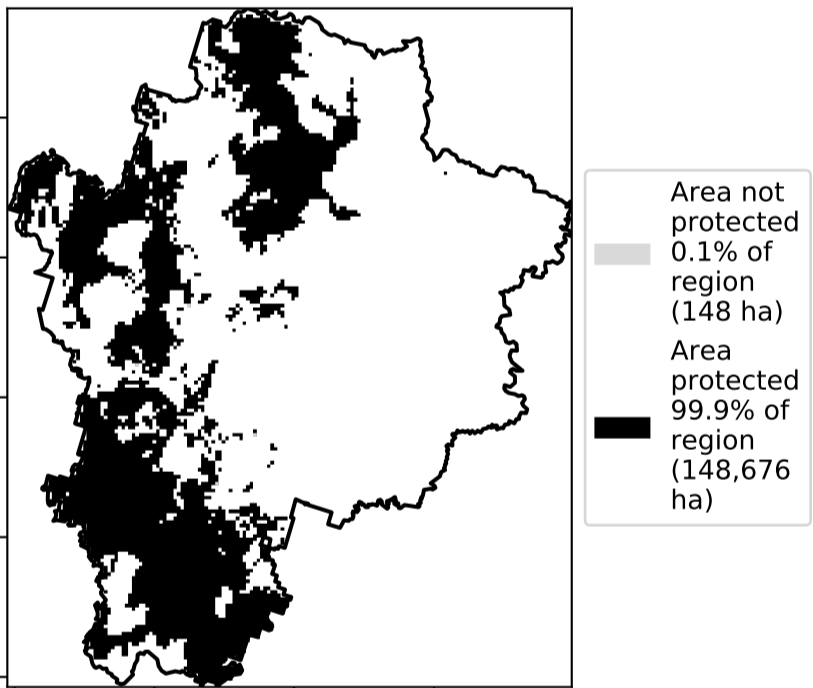 Area not
protected
0.1% of
region
(148 ha)
Area
protected
99.9% of
region
(148,676
ha)